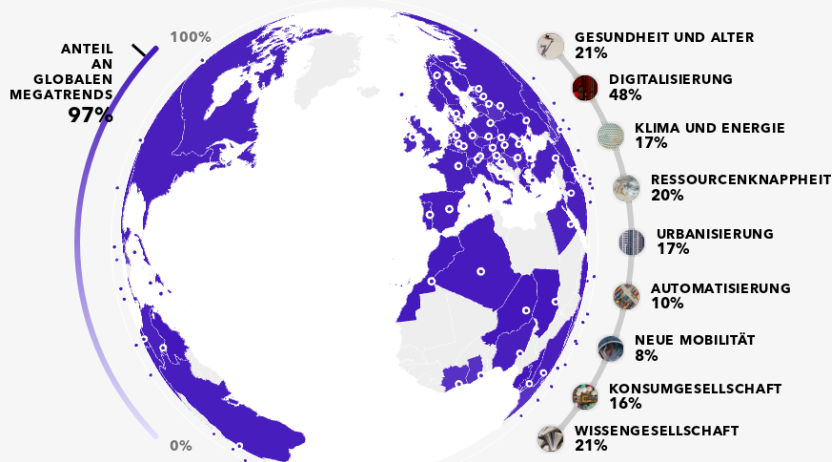 100%
ANTEIL
AN
GLOBALEN
MEGATRENDS
97%
0%
GESUNDHEIT UND ALTER
21%
DIGITALISIERUNG
48%
KLIMA UND ENERGIE
17%
RESSOURCENKNAPPHEIT
20%
URBANISIERUNG
17%
AUTOMATISIERUNG
10%
NEUE MOBILITÄT
8%
KONSUMGESELLSCHAFT
16%
WISSENGESELLSCHAFT
21%